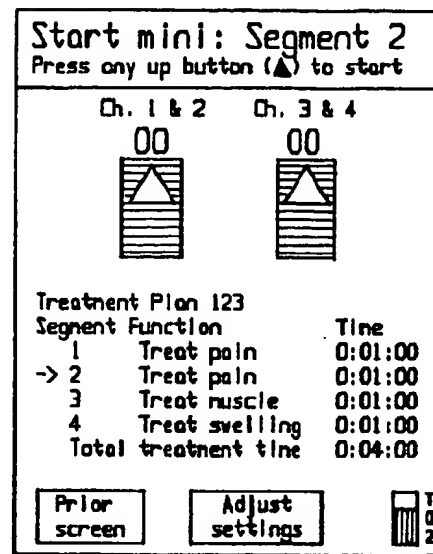 Start mini: Segment 2
Press any up button (▲) to start
Ch. 1 & 2 Ch. 3 & 4
00 00
Treatment Plan 123
Segment Function Time
1 Treat pain 0:01:00
-> 2 Treat pain 0:01:00
3 Treat muscle 0:01:00
4 Treat swelling 0:01:00
Total treatment time 0:04:00
Prior Adjust
screen settings